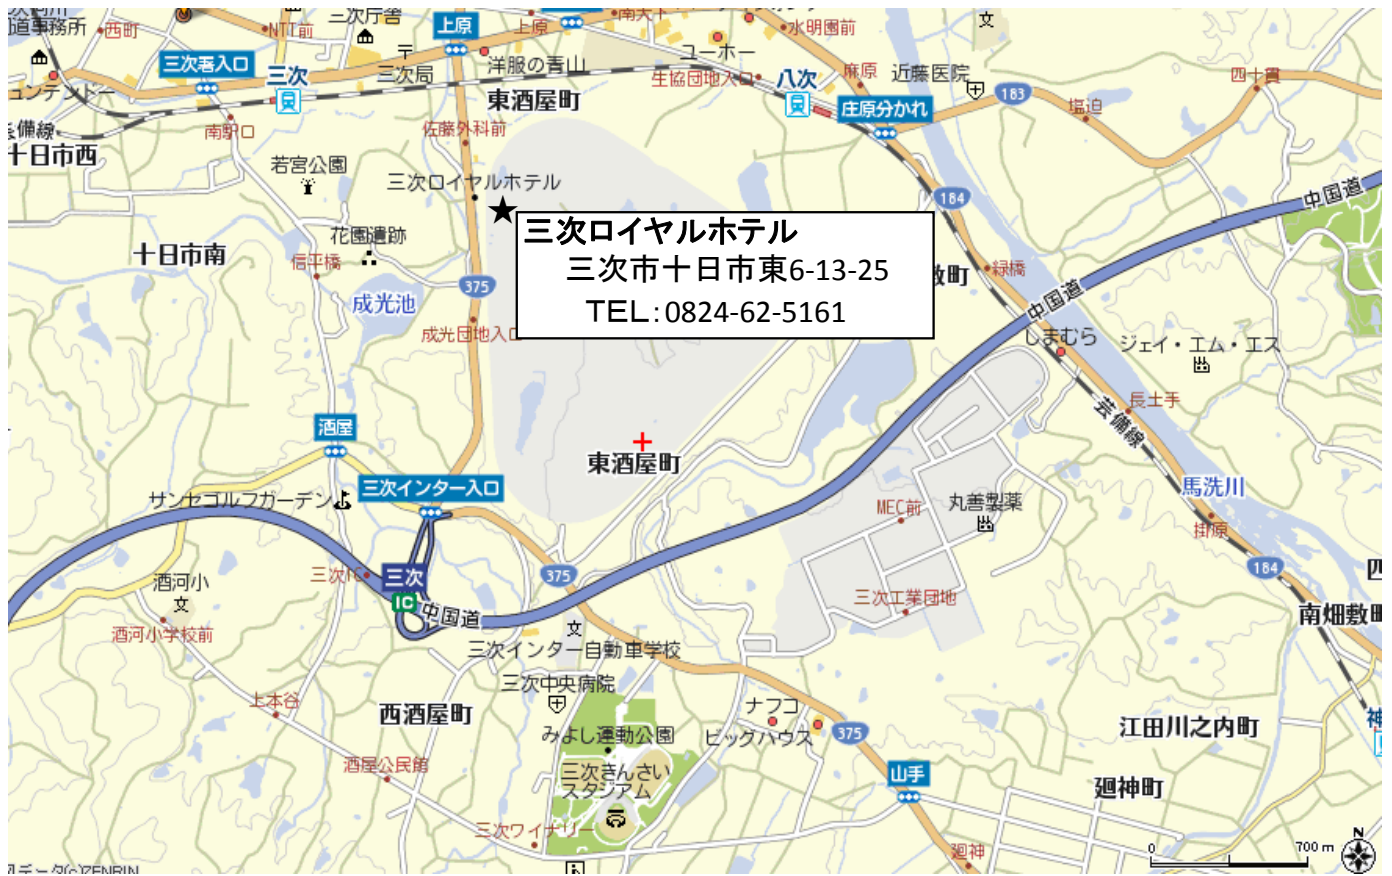 道事務所
西町
NTT前
三次庁舎
上原
上原
水明園前
三次署入口
三次
三次局
洋服の青山
ユーホー
生協団地入口
八次
麻原
近藤医院
183
四十貫
塩迫
庄原分かれ
東酒屋町
南駅口
佐藤外科前
十日市西
若宮公園
三次ロイヤルホテル
184
中国道
三次ロイヤルホテル
三次市十日市東6-13-25
TEL:0824-62-5161
十日市南
花園遺跡
信平橋
375
成光池
緑橋
敷町
中国道
しまむら
ジェイ・エム・エス
長土手
芸備線
酒屋
東酒屋町
三次インター入口
サンセゴルフガーデン
MEC前
丸善製薬
馬洗川
掛原
184
三次IC
三次
IC
中国道
375
酒河小
酒河小学校前
三次工業団地
南畑敷町
三次インター自動車学校
三次中央病院
上本谷
西酒屋町
ナフコ
ビッグハウス
375
みよし運動公園
江田川之内町
酒屋公民館
三次きんさい
スタジアム
山手
廻神町
三次ワイナリー
廻神
0
700 m
N